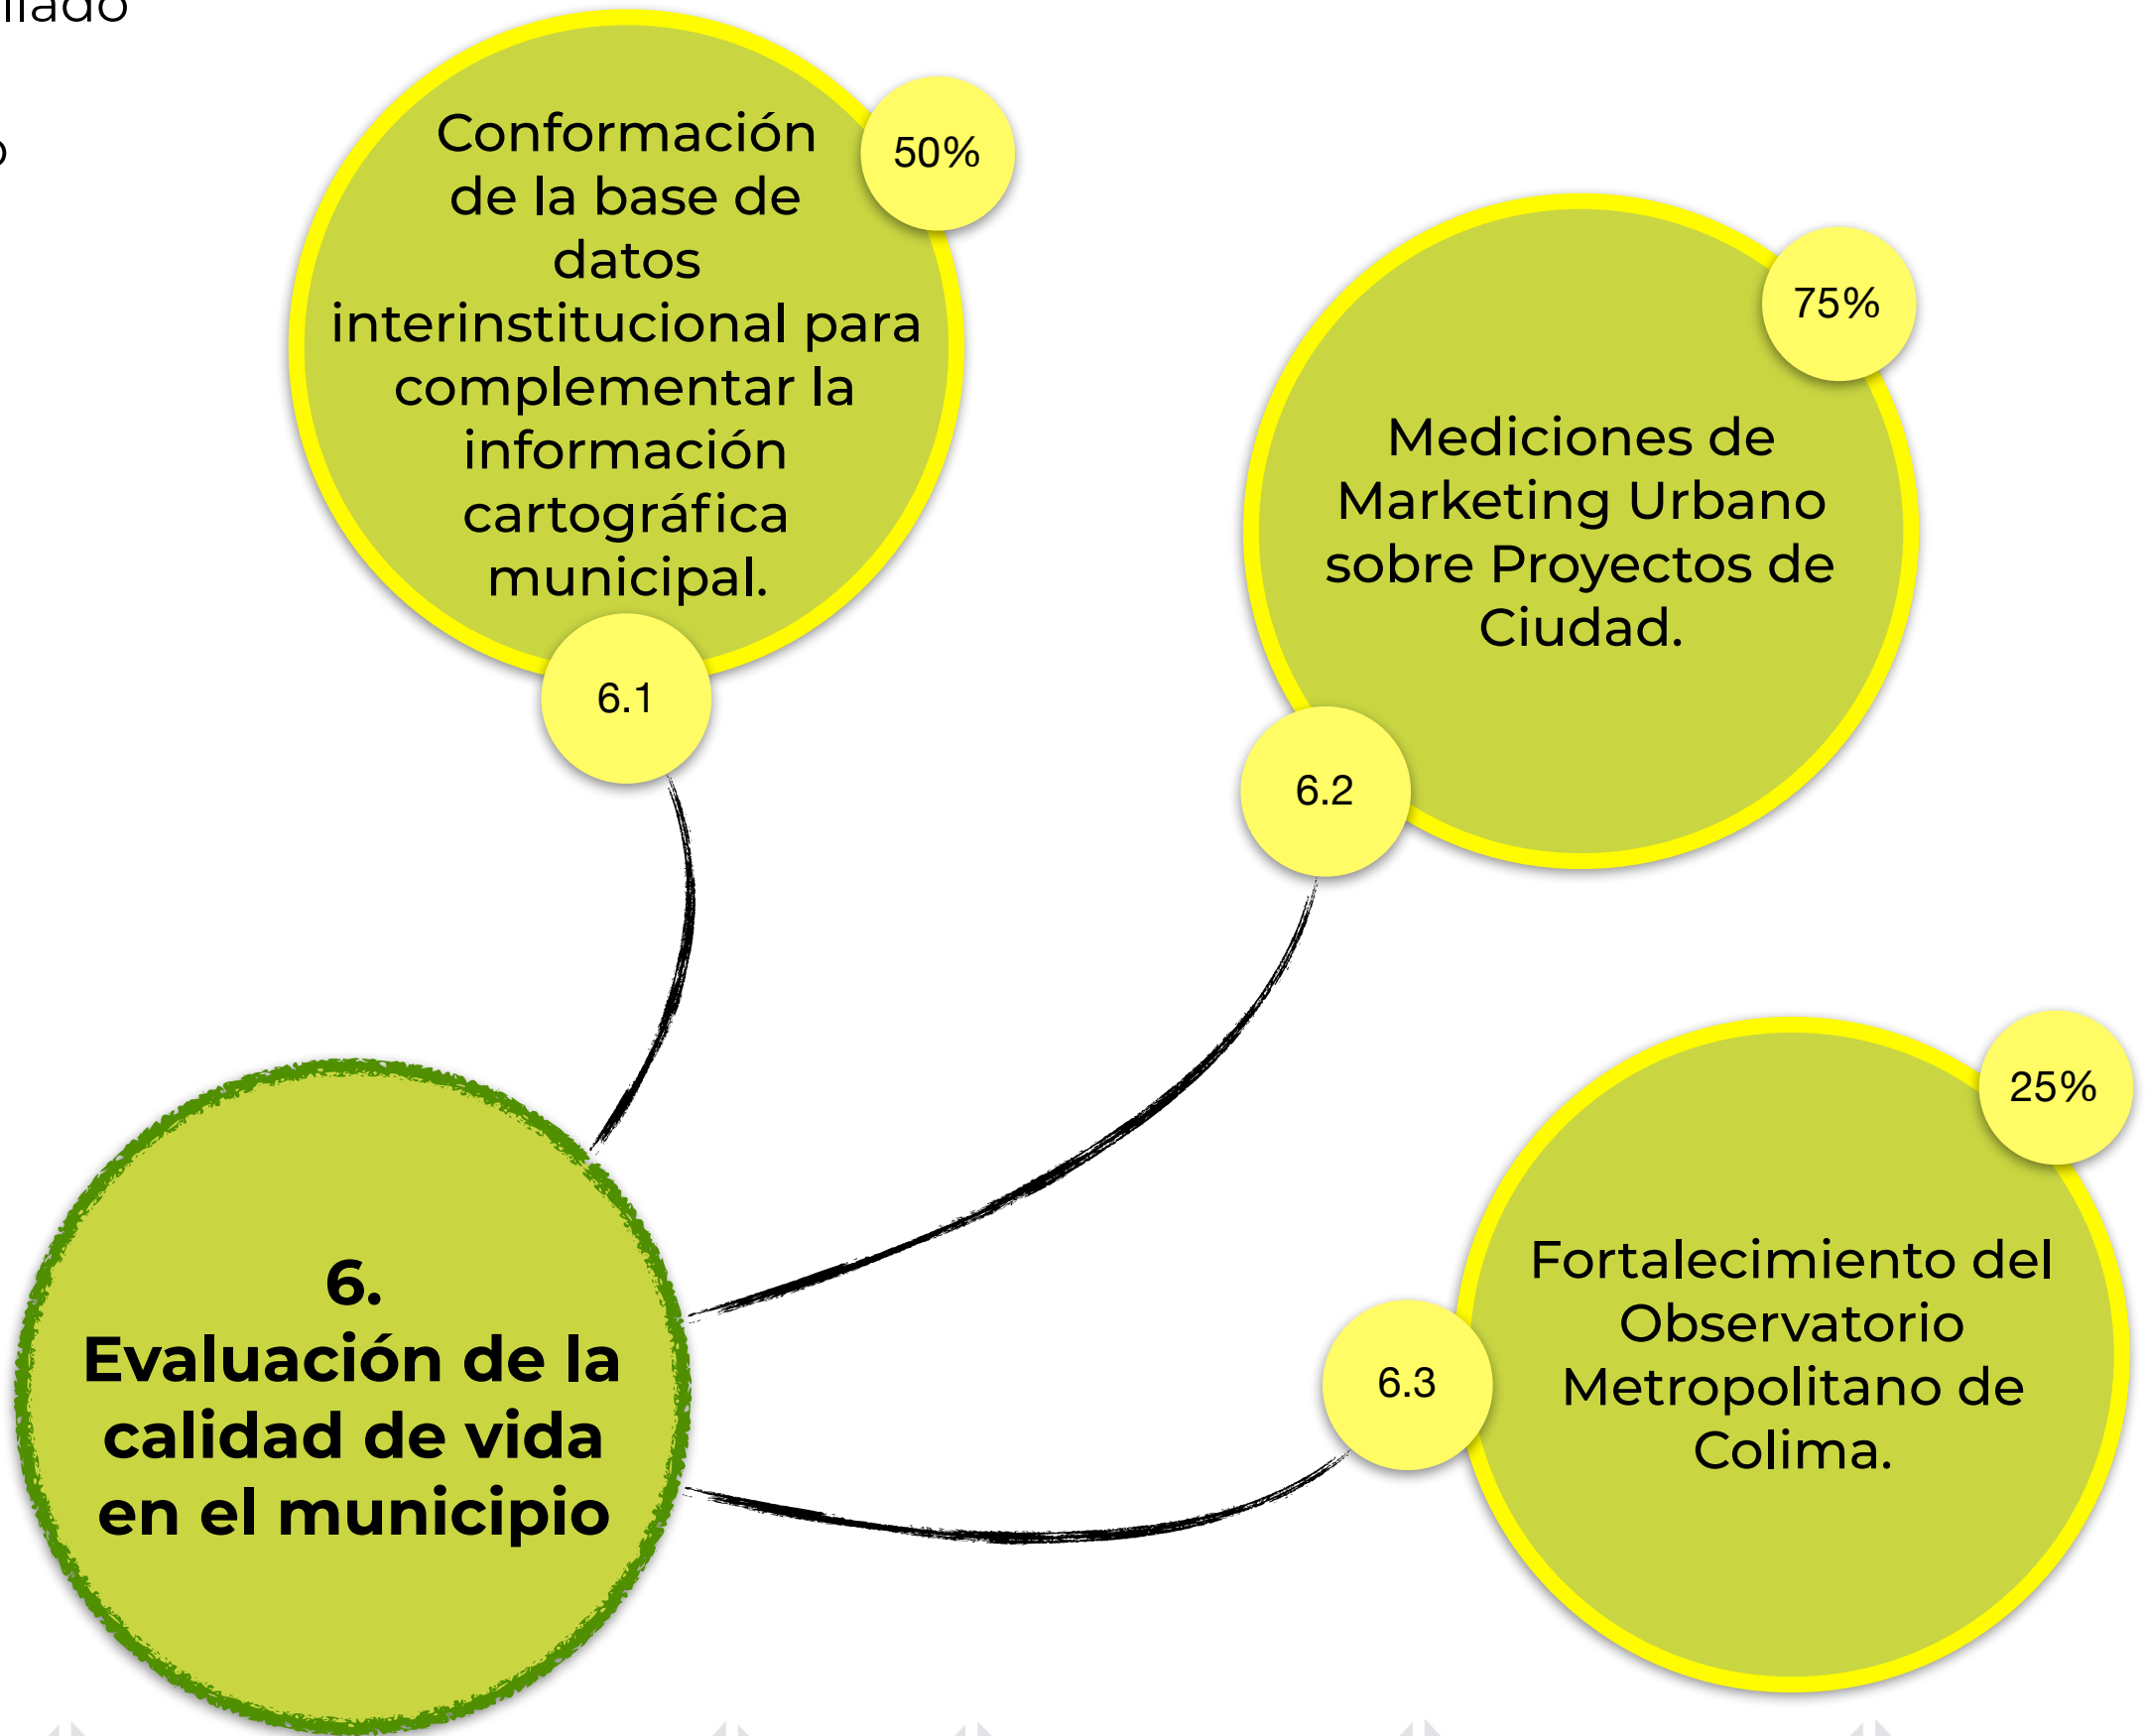 Conformación
de la base de
datos
interinstitucional para
complementar la
información
cartográfica
municipal.
50%
6.1
Mediciones de
Marketing Urbano
sobre Proyectos de
Ciudad.
75%
6.2
Fortalecimiento del
Observatorio
Metropolitano de
Colima.
25%
6.3
6.
Evaluación de la
calidad de vida
en el municipio